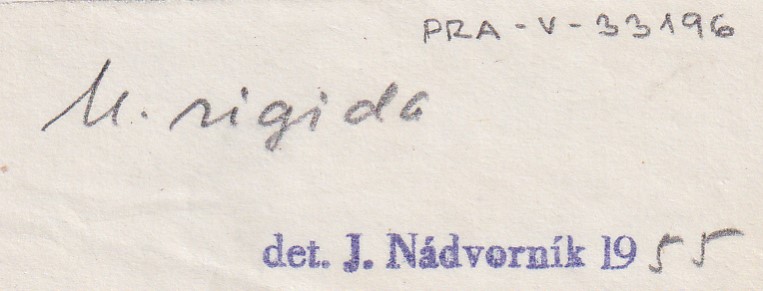 PRA-V-33196
U. rigida
det. J. Nádvorník 1955